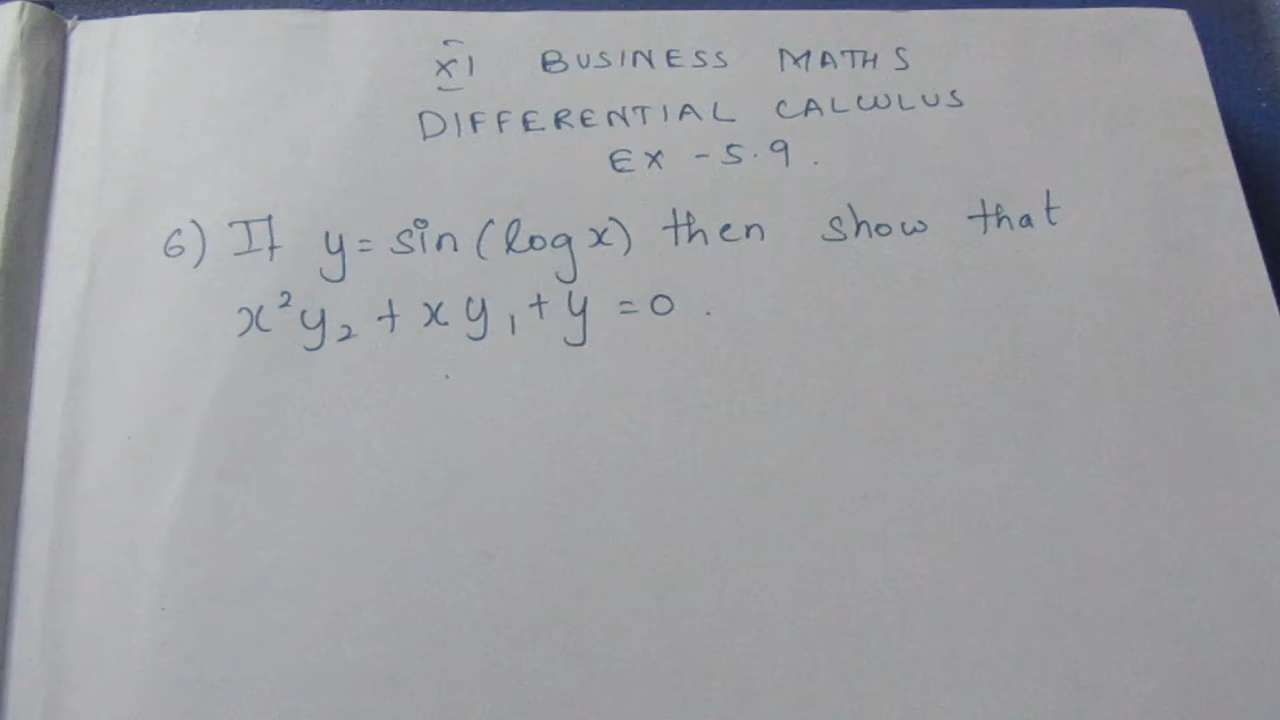 XI BUSINESS MATHS
DIFFERENTIAL CALCULUS
EX - 5.9.
6) If y = sin(log x) then show that
x²y₂ + xy₁ + y = 0.